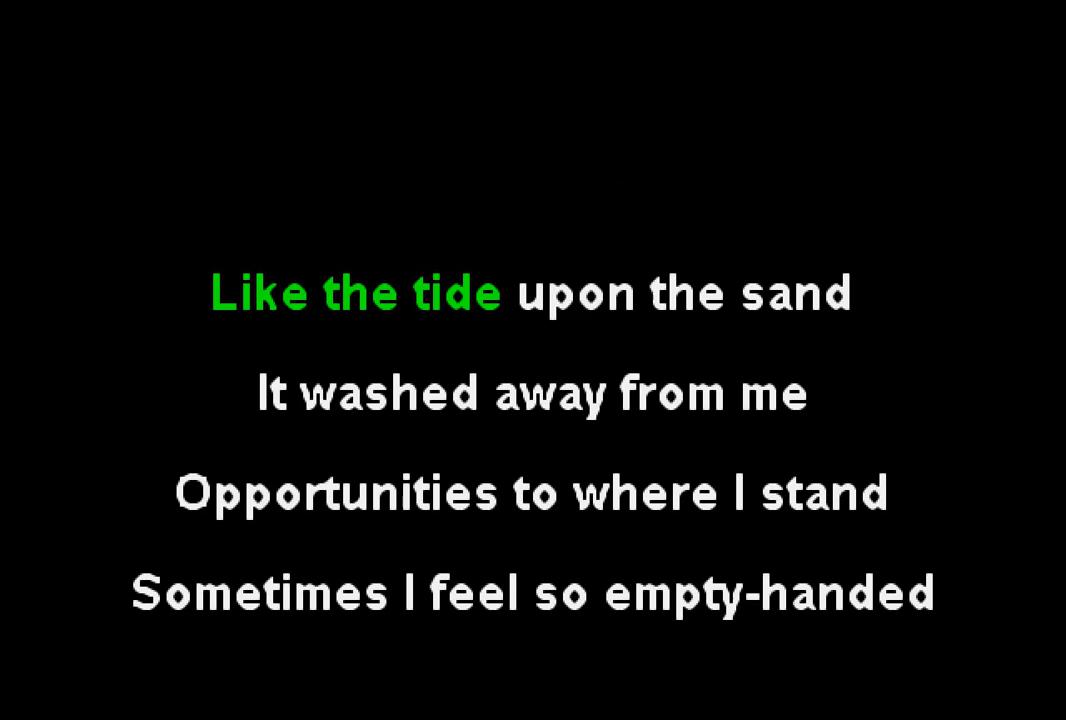 Like the tide upon the sand
It washed away from me
Opportunities to where I stand
Sometimes I feel so empty-handed